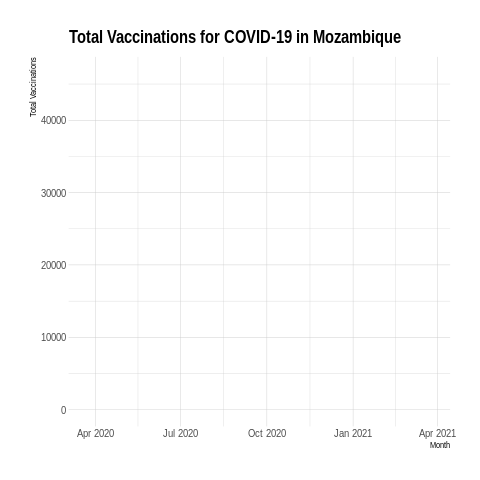 Total Vaccinations for COVID-19 in Mozambique
Total Vaccinations
40000
30000
20000
10000
0
Apr 2020 Jul 2020 Oct 2020 Jan 2021 Apr 2021
Month